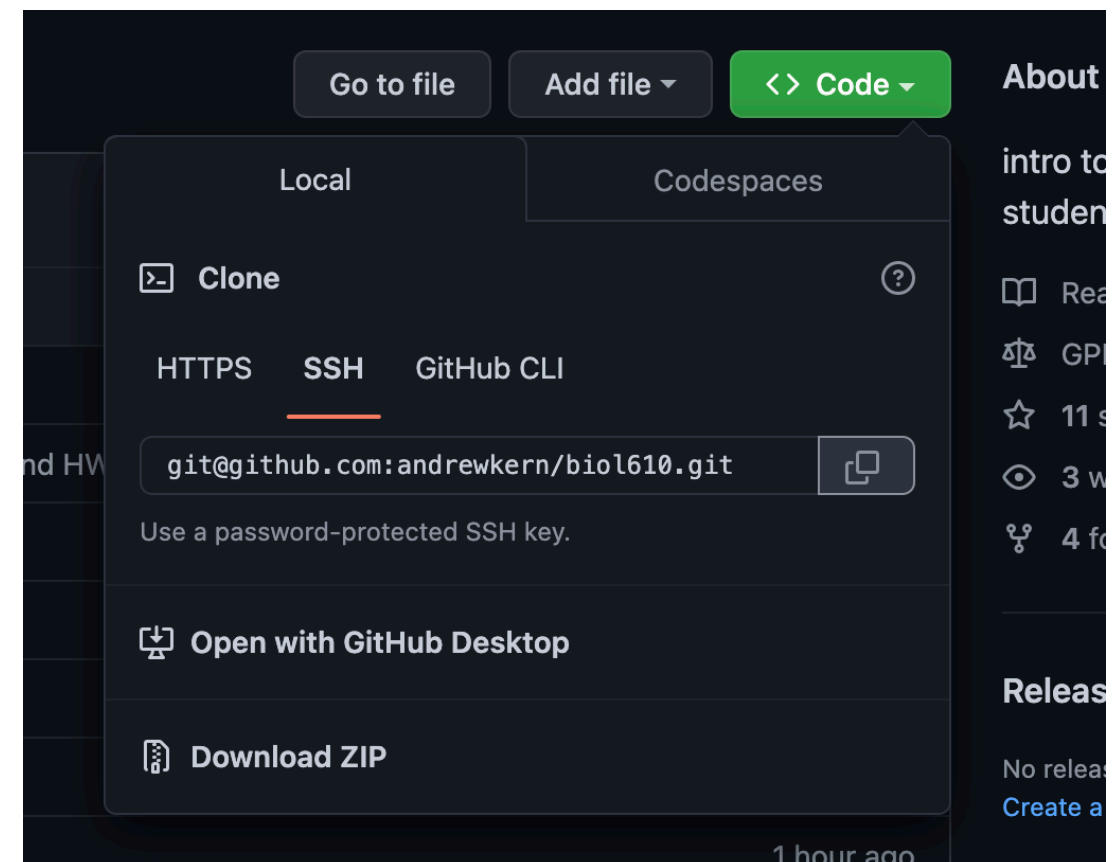 Go to file
Add file
Code
Local
Codespaces
Clone
HTTPS
SSH
GitHub CLI
git@github.com:andrewkern/biol610.git
Use a password-protected SSH key.
Open with GitHub Desktop
Download ZIP
nd HW
1 hour ago
About
intro to
studen
Rea
GPL
11 s
3 w
4 fo
Releas
No releas
Create a